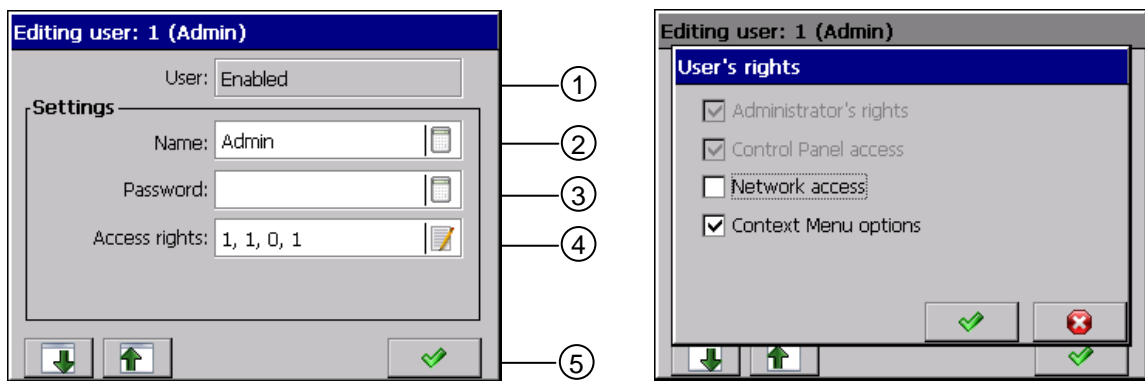 Editing user: 1 (Admin)
User: Enabled
1
Settings
Name: Admin
2
Password:
3
Access rights: 1, 1, 0, 1
4
5
Editing user: 1 (Admin)
User's rights
Administrator's rights
Control Panel access
Network access
Context Menu options